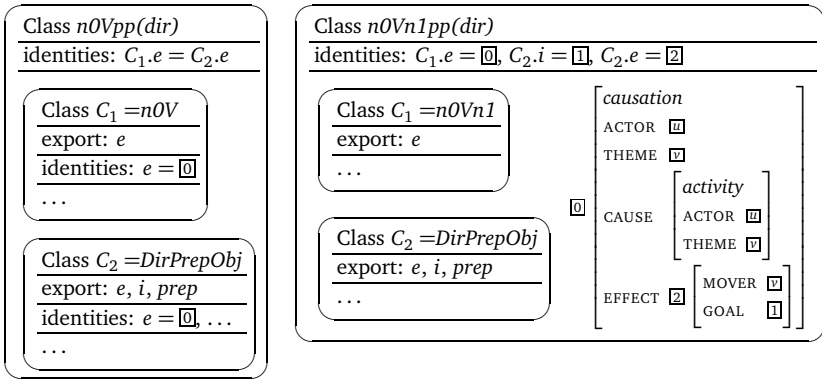 Class n0Vpp(dir)
identities: C₁.e = C₂.e
Class C₁ =n0V
export: e
identities: e = 0
...
Class C₂ =DirPrepObj
export: e, i, prep
identities: e = 0, ...
...
Class n0Vn1pp(dir)
identities: C₁.e = 0, C₂.i = 1, C₂.e = 2
Class C₁ =n0Vn1
export: e
...
Class C₂ =DirPrepObj
export: e, i, prep
...
0
causation
ACTOR u
THEME v
CAUSE
activity
ACTOR u
THEME v
EFFECT 2
MOVER v
GOAL 1